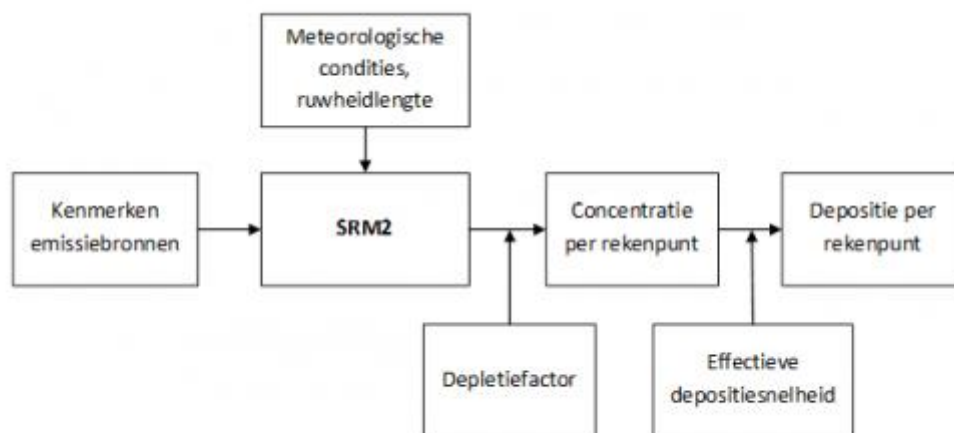 Meteorologische
condities,
ruwheidlengte
Kenmerken
emissiebronnen
SRM2
Concentratie
per rekenpunt
Depositie per
rekenpunt
Depletiefactor
Effectieve
depositiesnelheid